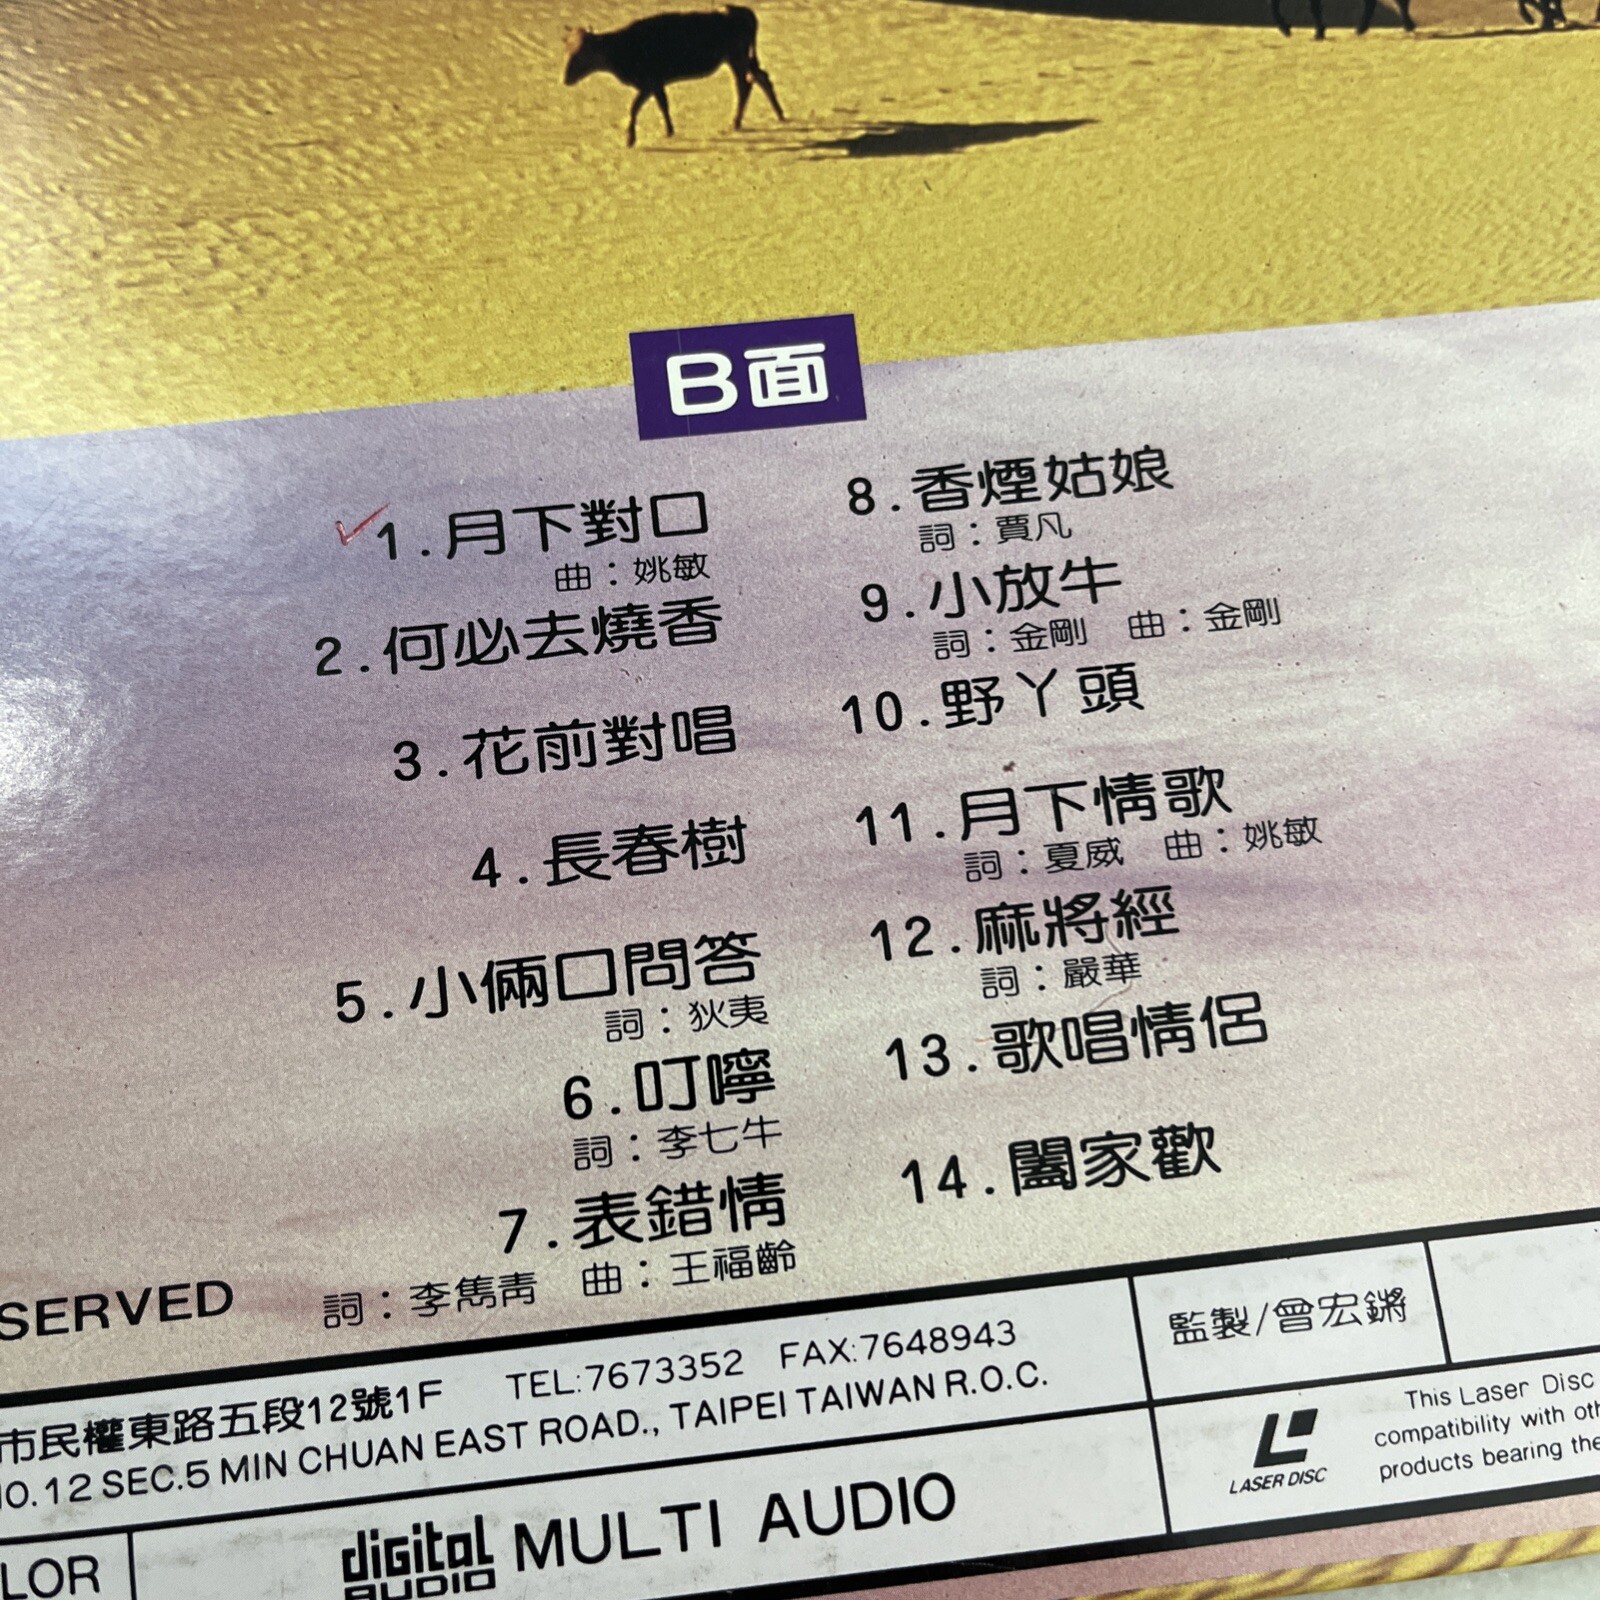 B面
1.月下對口
曲：姚敏
2.何必去燒香
3.花前對唱
4.長春樹
5.小倆口問答
詞：狄夷
6.叮嚀
詞：李七牛
7.表錯情
詞：李雋青 曲：王福齡
8.香煙姑娘
詞：賈凡
9.小放牛
詞：金剛 曲：金剛
10.野丫頭
11.月下情歌
詞：夏威 曲：姚敏
12.麻將經
詞：嚴華
13.歌唱情侶
14.闔家歡
SERVED
市民權東路五段12號1F TEL:7673352 FAX:7648943
NO.12 SEC.5 MIN CHUAN EAST ROAD., TAIPEI TAIWAN R.O.C.
監製/曾宏鏘
LOR
digital audio MULTI AUDIO
LASER DISC
This Laser Disc
compatibility with oth
products bearing the